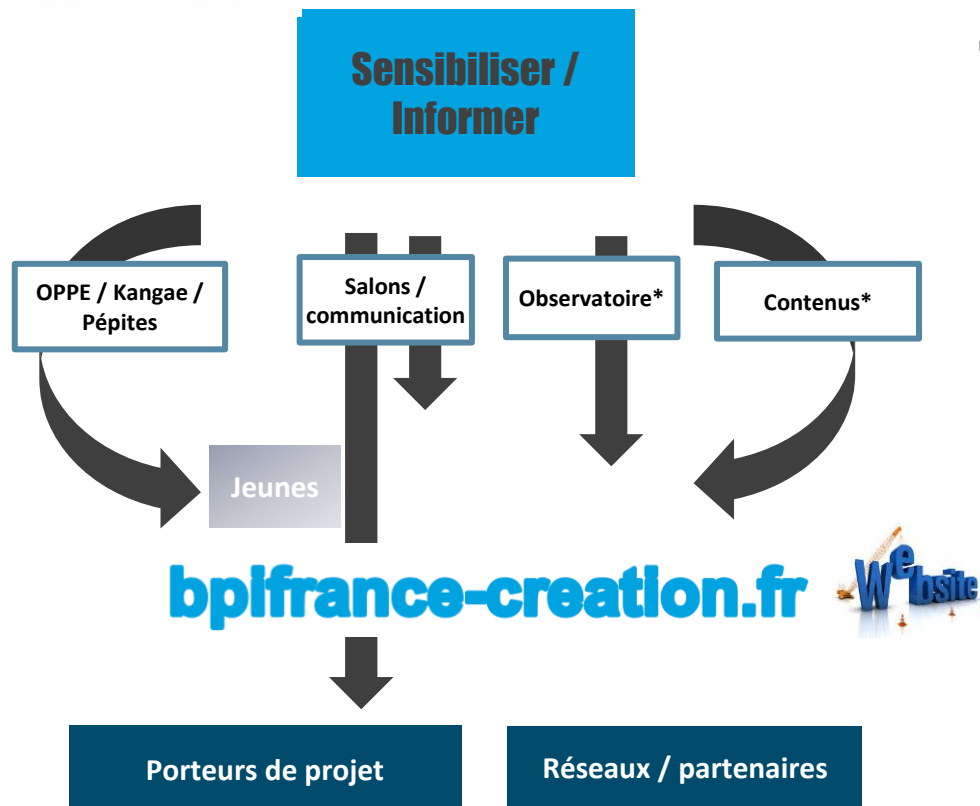 Sensibiliser /
Informer
OPPE / Kangae /
Pépites
Salons /
communication
Observatoire*
Contenus*
Jeunes
bpifrance-creation.fr
Website
Porteurs de projet
Réseaux / partenaires